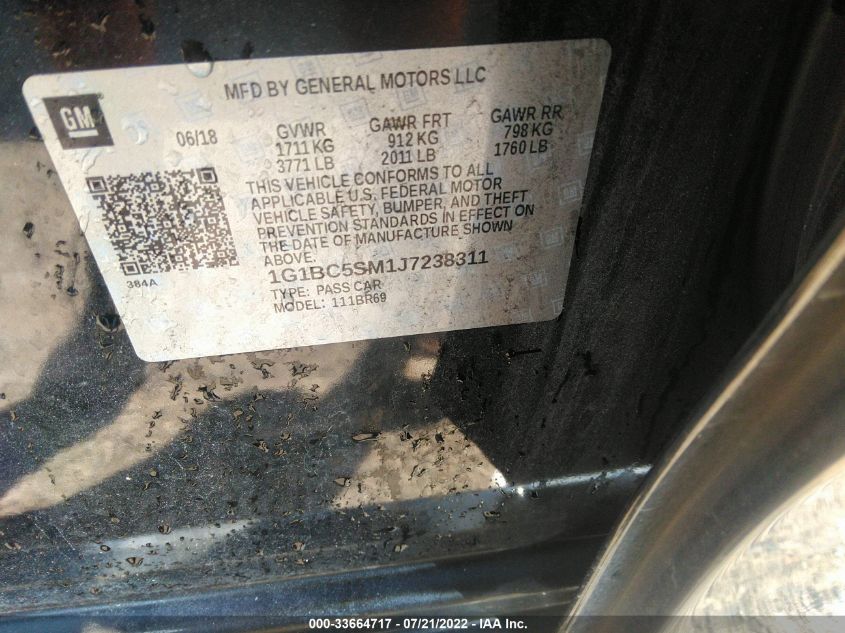 MFD BY GENERAL MOTORS LLC
GM
06/18 GVWR GAWR FRT GAWR RR
1711 KG 912 KG 798 KG
3771 LB 2011 LB 1760 LB
THIS VEHICLE CONFORMS TO ALL
APPLICABLE U.S. FEDERAL MOTOR
VEHICLE SAFETY, BUMPER, AND THEFT
PREVENTION STANDARDS IN EFFECT ON
THE DATE OF MANUFACTURE SHOWN
ABOVE.
384A
1G1BC5SM1J7238311
TYPE: PASS CAR
MODEL: 111BR69
000-33664717 - 07/21/2022 - IAA Inc.